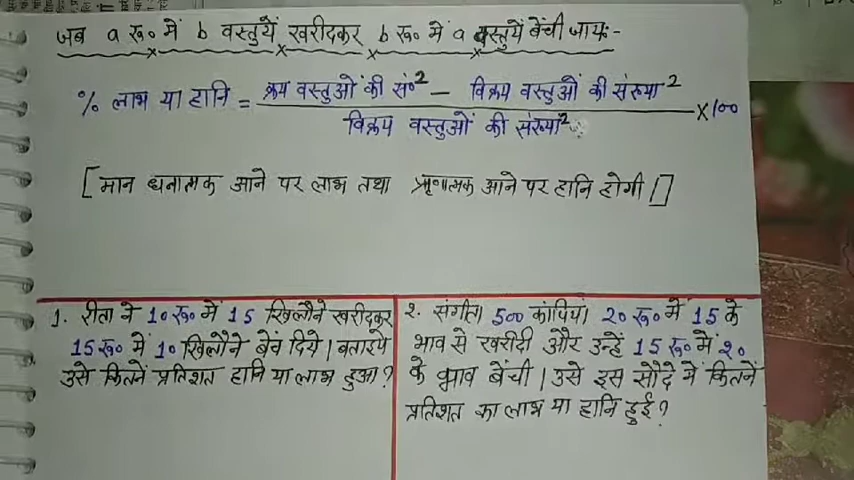 जब a रू० में b वस्तुयें खरीदकर b रू० में a वस्तुयें बेंची जाय:-
% लाभ या हानि = (क्रय वस्तुओं की सं०² - विक्रय वस्तुओं की संख्या²
विक्रय वस्तुओं की संख्या² × 100
[मान धनात्मक आने पर लाभ तथा ऋणात्मक आने पर हानि होगी।]
1. रीता ने 10 रू० में 15 खिलौने खरीदकर
15 रू० में 10 खिलौने बेंच दिये। बताइये
उसे कितनें प्रतिशत हानि या लाभ हुआ?
२. संगीता 500 कांपियां 20 रू० में 15 के
भाव से खरीदी और उन्हें 15 रू० में २०
के भाव बेंची। उसे इस सौदे में कितनें
प्रतिशत का लाभ या हानि हुई?